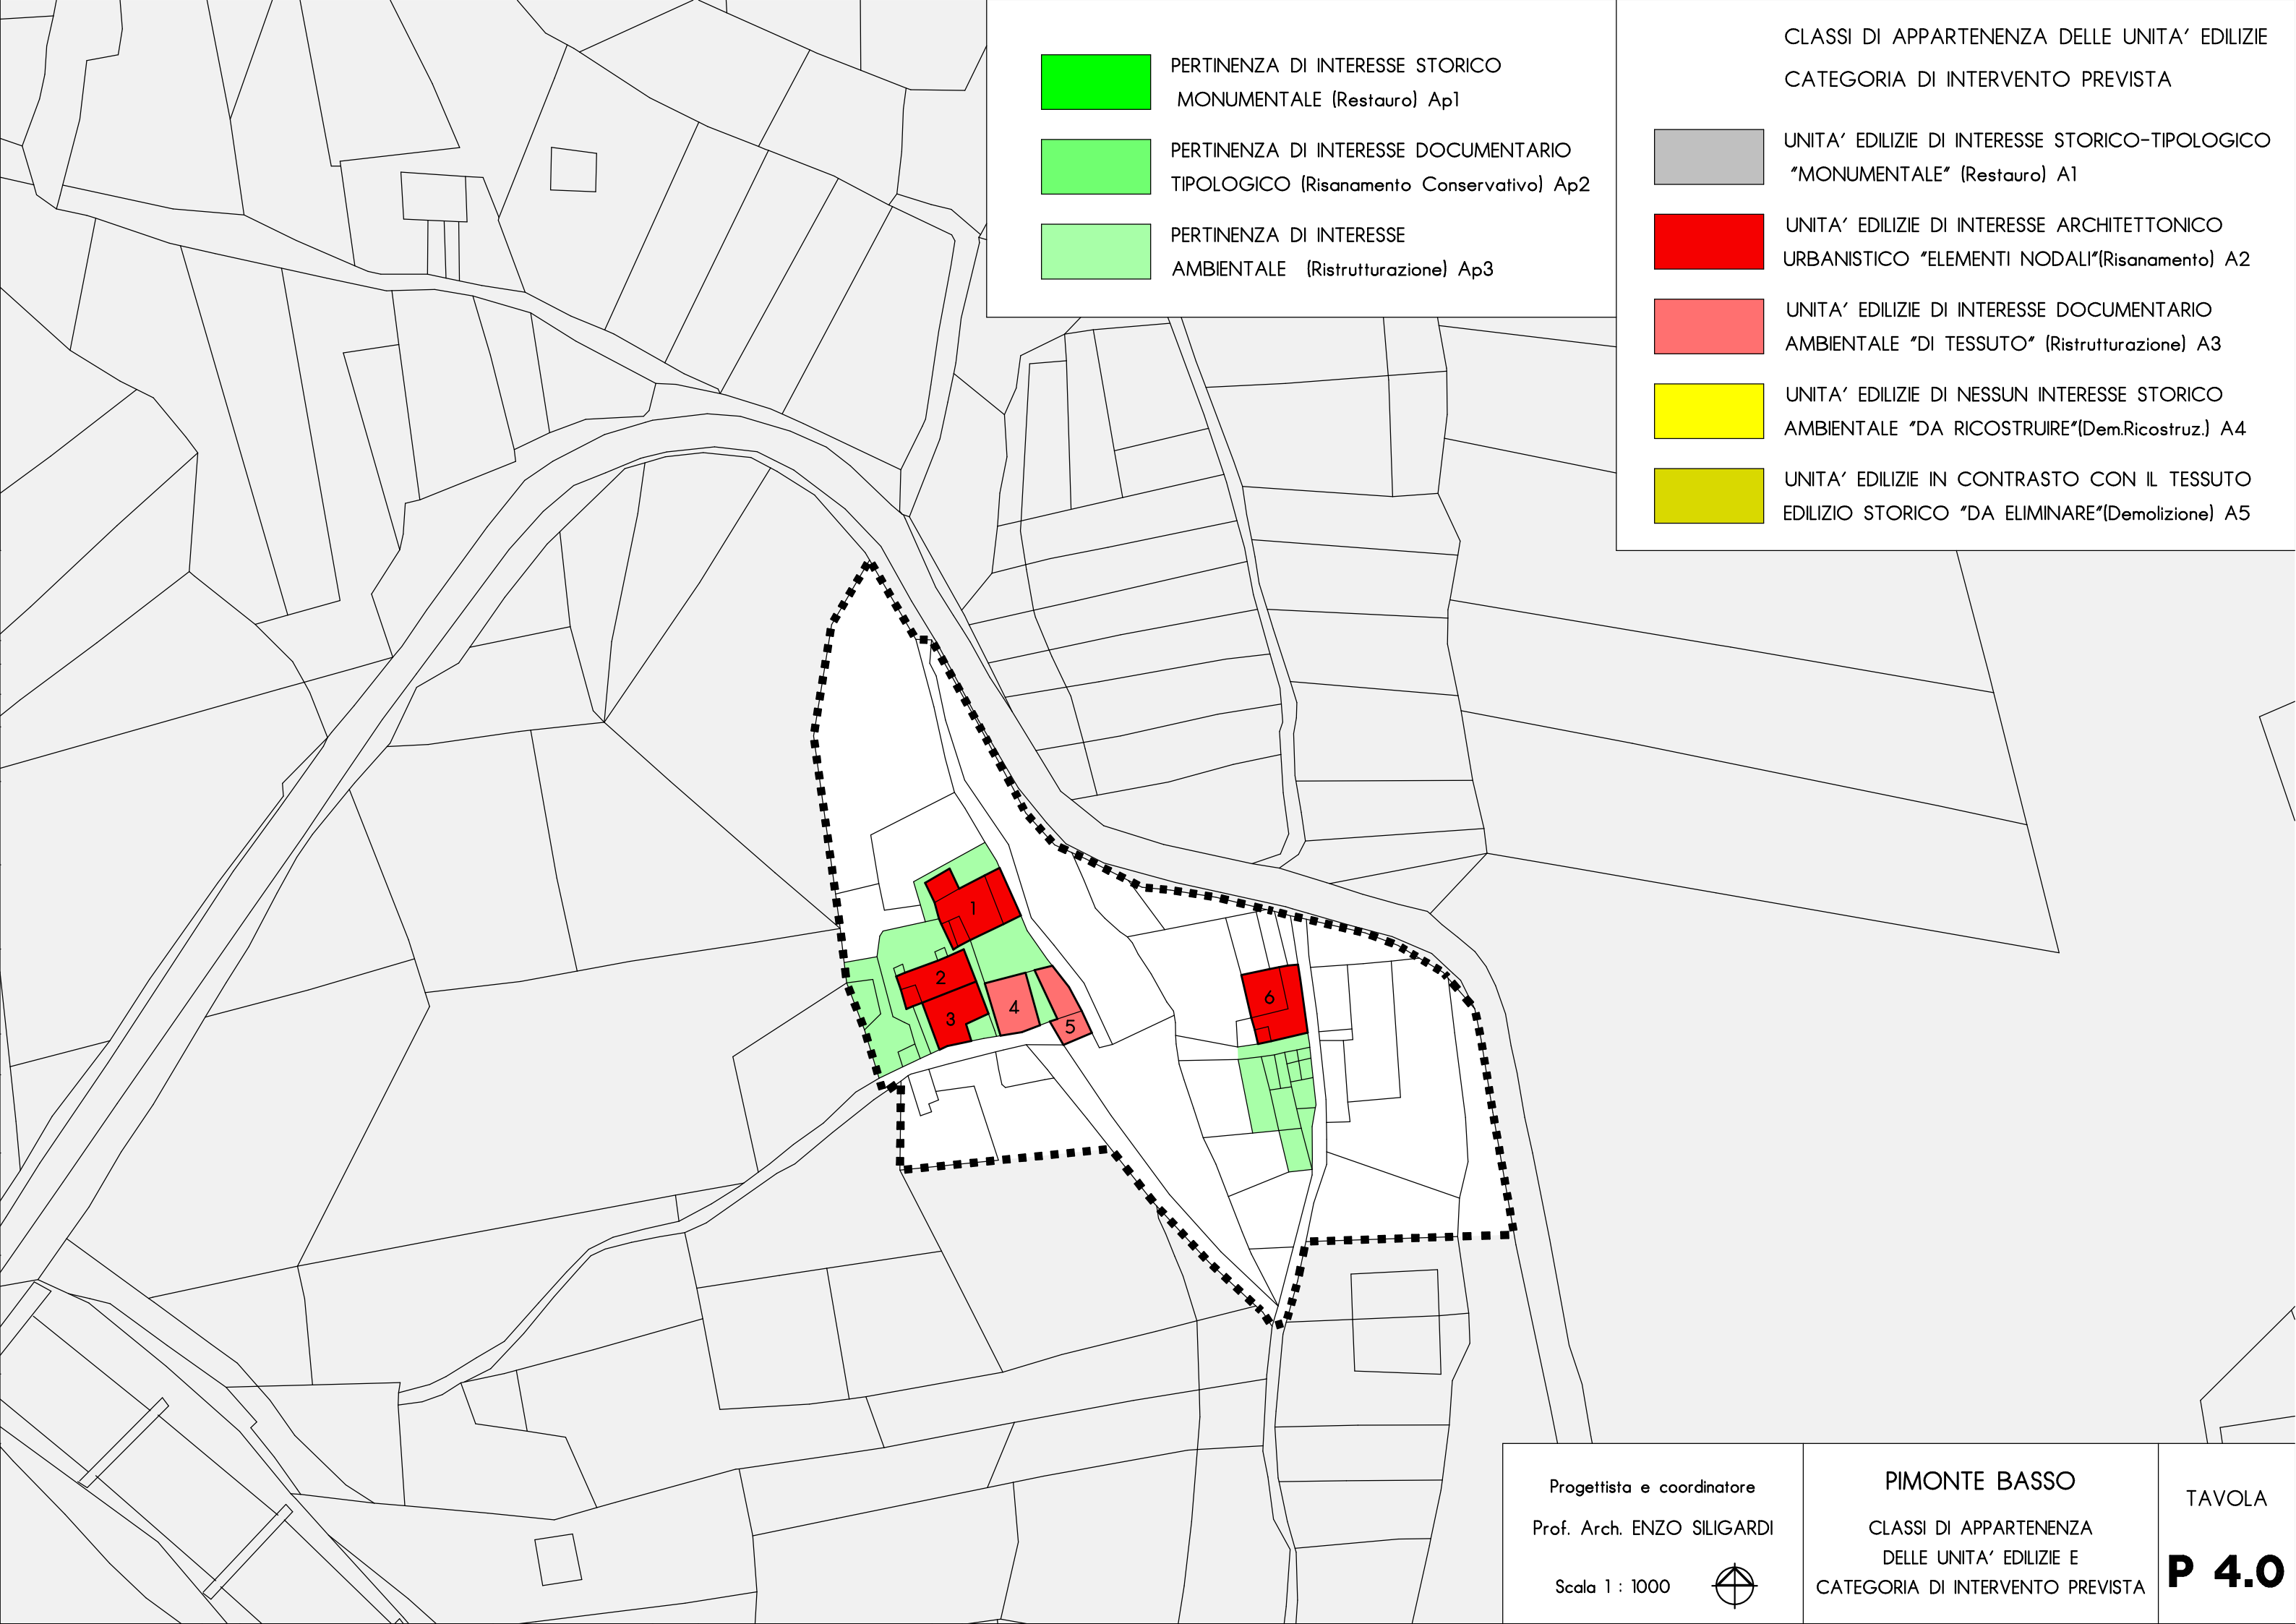 PERTINENZA DI INTERESSE STORICO
MONUMENTALE (Restauro) Ap1
PERTINENZA DI INTERESSE DOCUMENTARIO
TIPOLOGICO (Risanamento Conservativo) Ap2
PERTINENZA DI INTERESSE
AMBIENTALE (Ristrutturazione) Ap3
CLASSI DI APPARTENENZA DELLE UNITA' EDILIZIE
CATEGORIA DI INTERVENTO PREVISTA
UNITA' EDILIZIE DI INTERESSE STORICO-TIPOLOGICO
"MONUMENTALE" (Restauro) A1
UNITA' EDILIZIE DI INTERESSE ARCHITETTONICO
URBANISTICO "ELEMENTI NODALI"(Risanamento) A2
UNITA' EDILIZIE DI INTERESSE DOCUMENTARIO
AMBIENTALE "DI TESSUTO" (Ristrutturazione) A3
UNITA' EDILIZIE DI NESSUN INTERESSE STORICO
AMBIENTALE "DA RICOSTRUIRE"(Dem.Ricostruz.) A4
UNITA' EDILIZIE IN CONTRASTO CON IL TESSUTO
EDILIZIO STORICO "DA ELIMINARE"(Demolizione) A5
1
2
3
4
5
6
Progettista e coordinatore
Prof. Arch. ENZO SILIGARDI
Scala 1 : 1000
PIMONTE BASSO
CLASSI DI APPARTENENZA
DELLE UNITA' EDILIZIE E
CATEGORIA DI INTERVENTO PREVISTA
TAVOLA
P 4.0